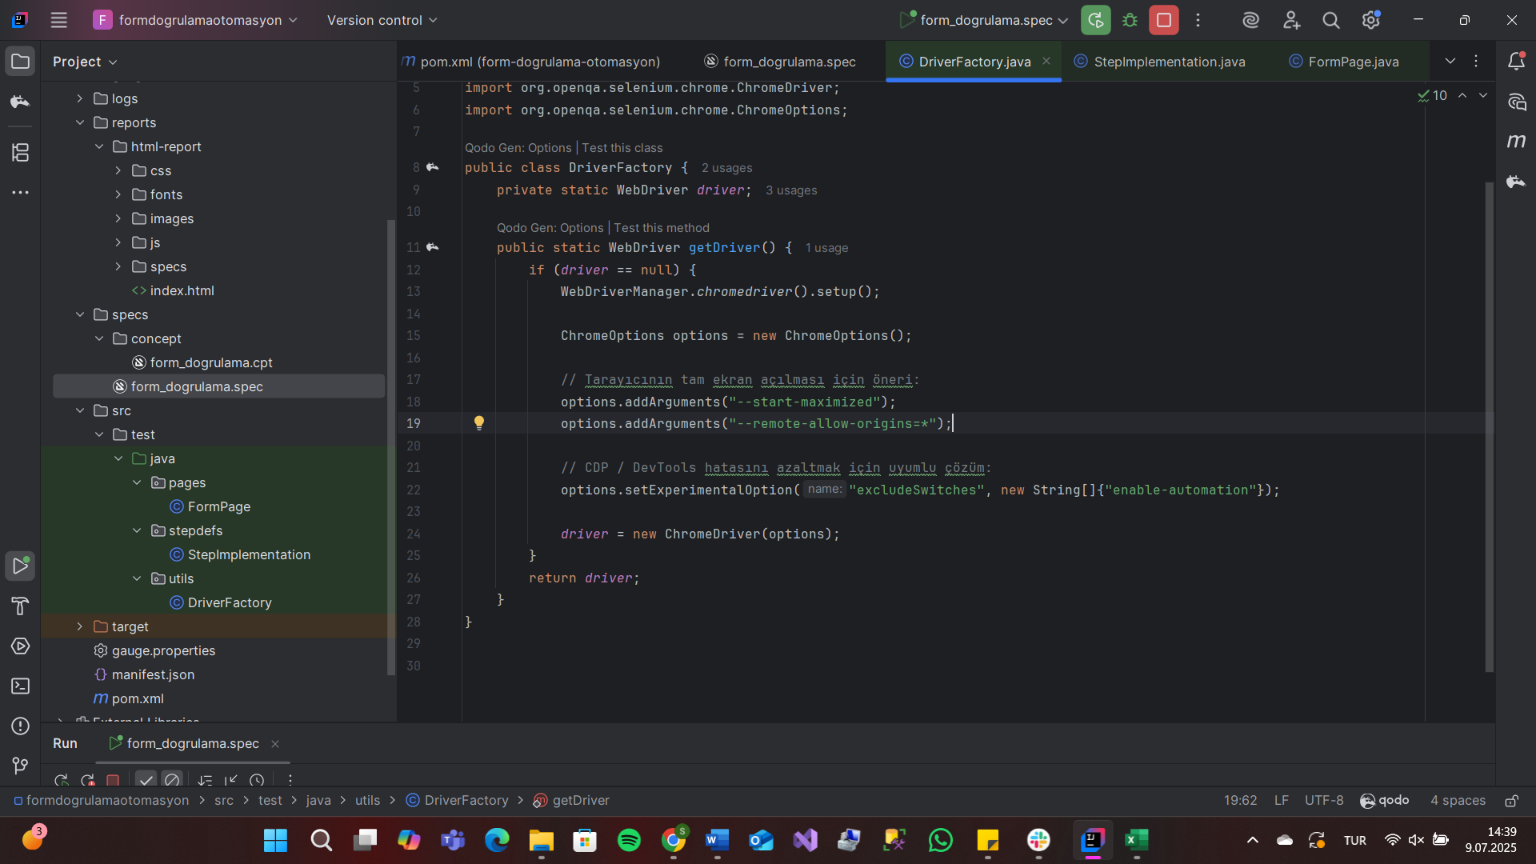 F formdogrulamaotomasyon Version control form_dogrulama.spec
Project
pom.xml (form-dogrulama-otomasyon) form_dogrulama.spec DriverFactory.java StepImplementation.java FormPage.java
logs
reports
html-report
css
fonts
images
js
specs
index.html
specs
concept
form_dogrulama.cpt
form_dogrulama.spec
src
test
java
pages
FormPage
stepdefs
StepImplementation
utils
DriverFactory
target
gauge.properties
manifest.json
pom.xml
External Libraries
10
5 import org.openqa.selenium.chrome.ChromeDriver;
6 import org.openqa.selenium.chrome.ChromeOptions;
7
Qodo Gen: Options | Test this class
8 public class DriverFactory { 2 usages
9 private static WebDriver driver; 3 usages
10
Qodo Gen: Options | Test this method
11 public static WebDriver getDriver() { 1 usage
12 if (driver == null) {
13 WebDriverManager.chromedriver().setup();
14
15 ChromeOptions options = new ChromeOptions();
16
17 // Tarayıcının tam ekran açılması için öneri:
18 options.addArguments("--start-maximized");
19 options.addArguments("--remote-allow-origins=*");
20
21 // CDP / DevTools hatasını azaltmak için uyumlu çözüm:
22 options.setExperimentalOption( name: "excludeSwitches", new String[]{"enable-automation"});
23
24 driver = new ChromeDriver(options);
25 }
26 return driver;
27 }
28 }
29
30
Run form_dogrulama.spec
formdogrulamaotomasyon > src > test > java > utils > DriverFactory > getDriver 19:62 LF UTF-8 qodo 4 spaces
3 S TUR 14:39
9.07.2025